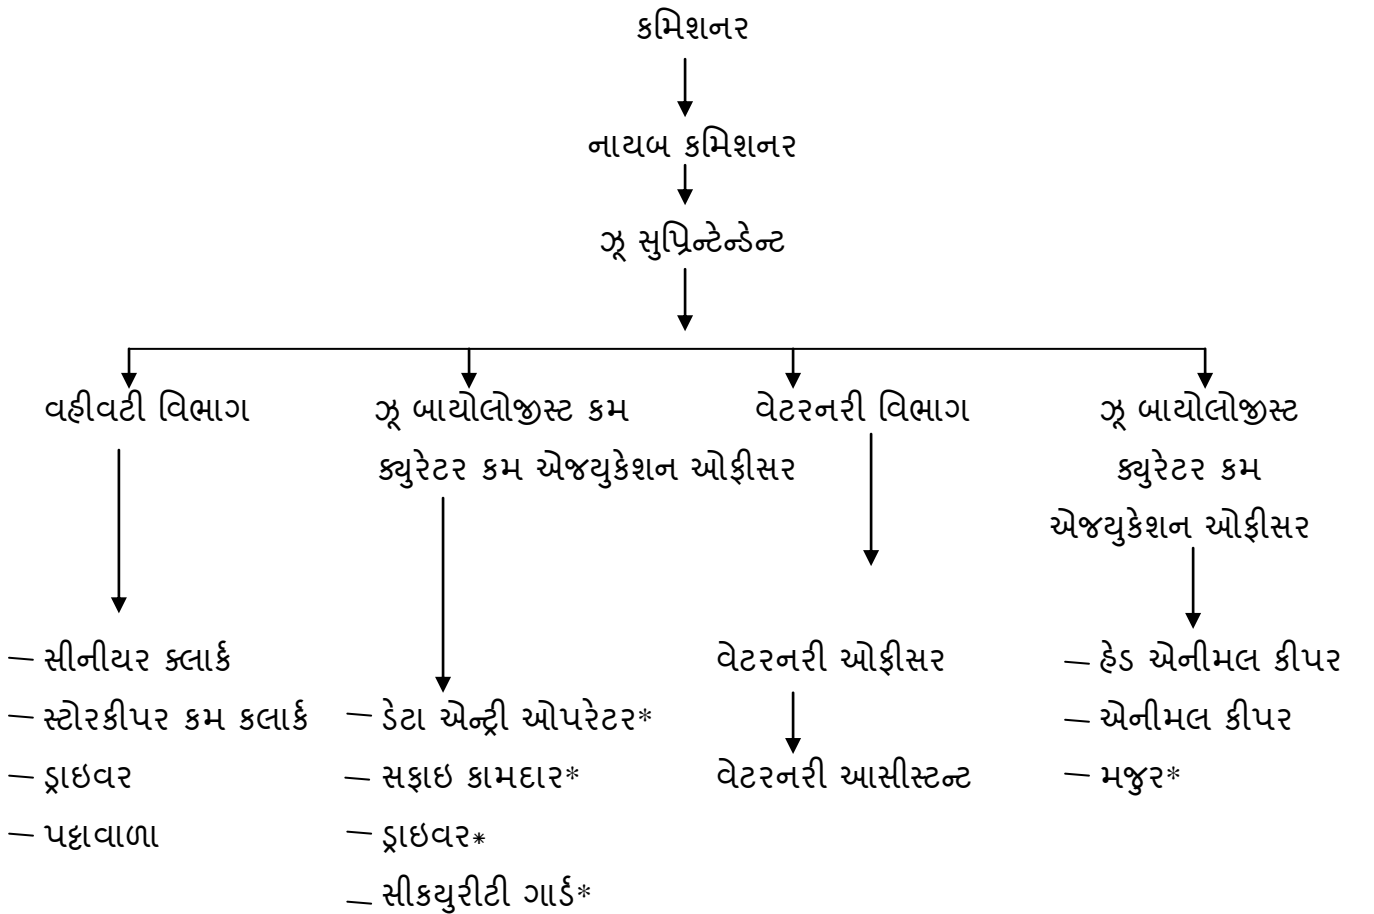 કમિશનર
નાયબ કમિશનર
ઝૂ સુપ્રિન્ટેન્ડેન્ટ
વહીવટી વિભાગ
ઝૂ બાયોલોજીસ્ટ કમ
ક્યુરેટર કમ એજયુકેશન ઓફીસર
વેટરનરી વિભાગ
ઝૂ બાયોલોજીસ્ટ
ક્યુરેટર કમ
એજયુકેશન ઓફીસર
સીનીયર ક્લાર્ક
સ્ટોરકીપર કમ કલાર્ક
ડ્રાઇવર
પટ્ટાવાળા
ડેટા એન્ટ્રી ઓપરેટર*
સફાઇ કામદાર*
ડ્રાઇવર*
સીકયુરીટી ગાર્ડ*
વેટરનરી ઓફીસર
વેટરનરી આસીસ્ટન્ટ
હેડ એનીમલ કીપર
એનીમલ કીપર
મજુર*